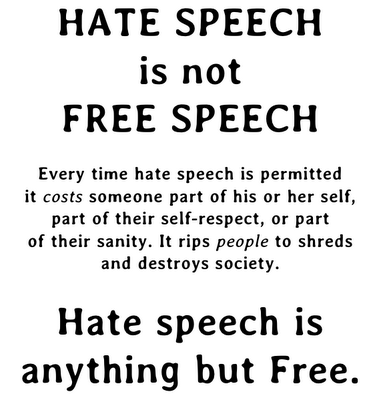 HATE SPEECH
is not
FREE SPEECH
Every time hate speech is permitted
it costs someone part of his or her self,
part of their self-respect, or part
of their sanity. It rips people to shreds
and destroys society.
Hate speech is
anything but Free.